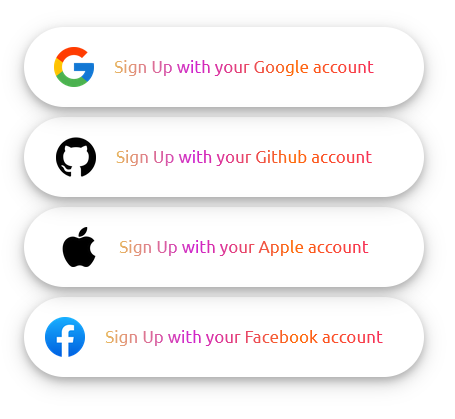 Sign Up with your Google account
Sign Up with your Github account
Sign Up with your Apple account
Sign Up with your Facebook account